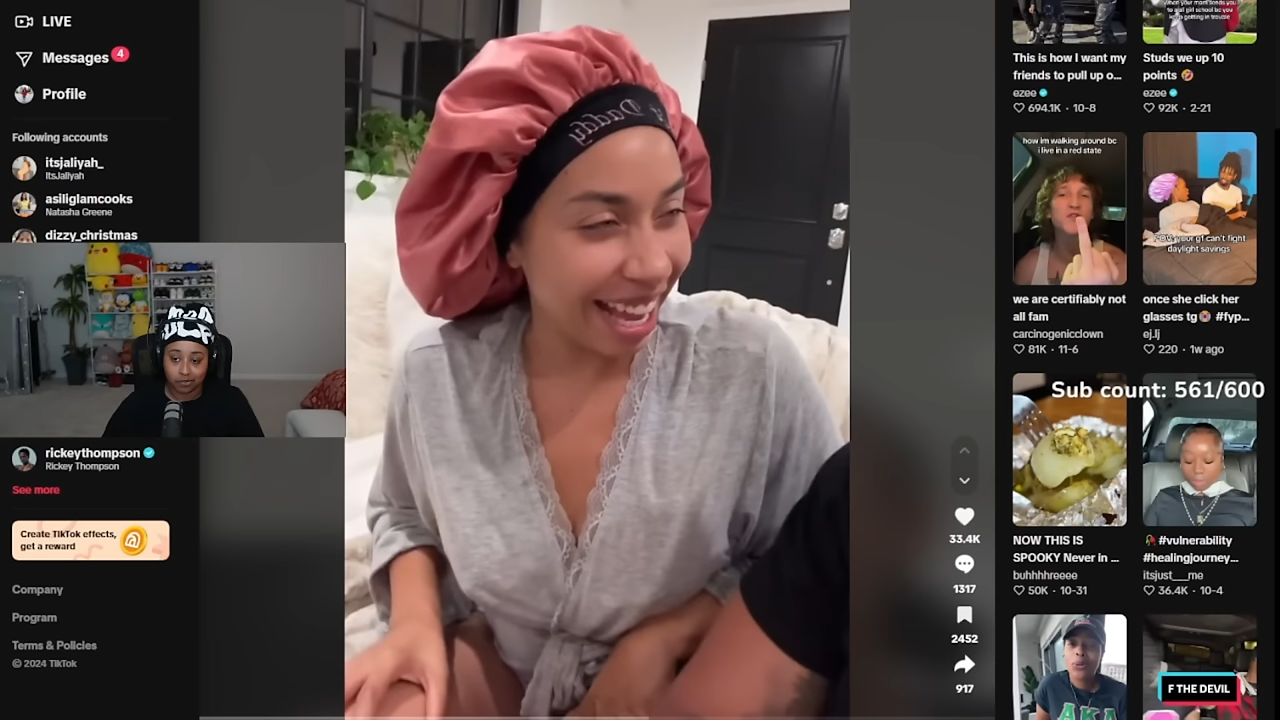 LIVE
Messages 4
Profile
Following accounts
itsjaliyah_
ItsJaliyah
asiliglamcooks
Natasha Greene
dizzy_christmas
rickeythompson
Rickey Thompson
See more
Create TikTok effects,
get a reward
Company
Program
Terms & Policies
© 2024 TikTok
Daddy
33.4K
1317
2452
917
This is how I want my
friends to pull up o...
ezee
694.1K · 10-8
Studs we up 10
points
ezee
92K · 2-21
how im walking around bc
i live in a red state
we are certifiably not
all fam
carcinogenicclown
81K · 11-6
your gf can't fight
daylight savings
once she click her
glasses tg #fyp...
ej.lj
220 · 1w ago
Sub count: 561/600
NOW THIS IS
SPOOKY Never in ...
buhhhhreeee
50K · 10-31
#vulnerability
#healingjourney...
itsjust___me
36.4K · 10-4
AKA
F THE DEVIL